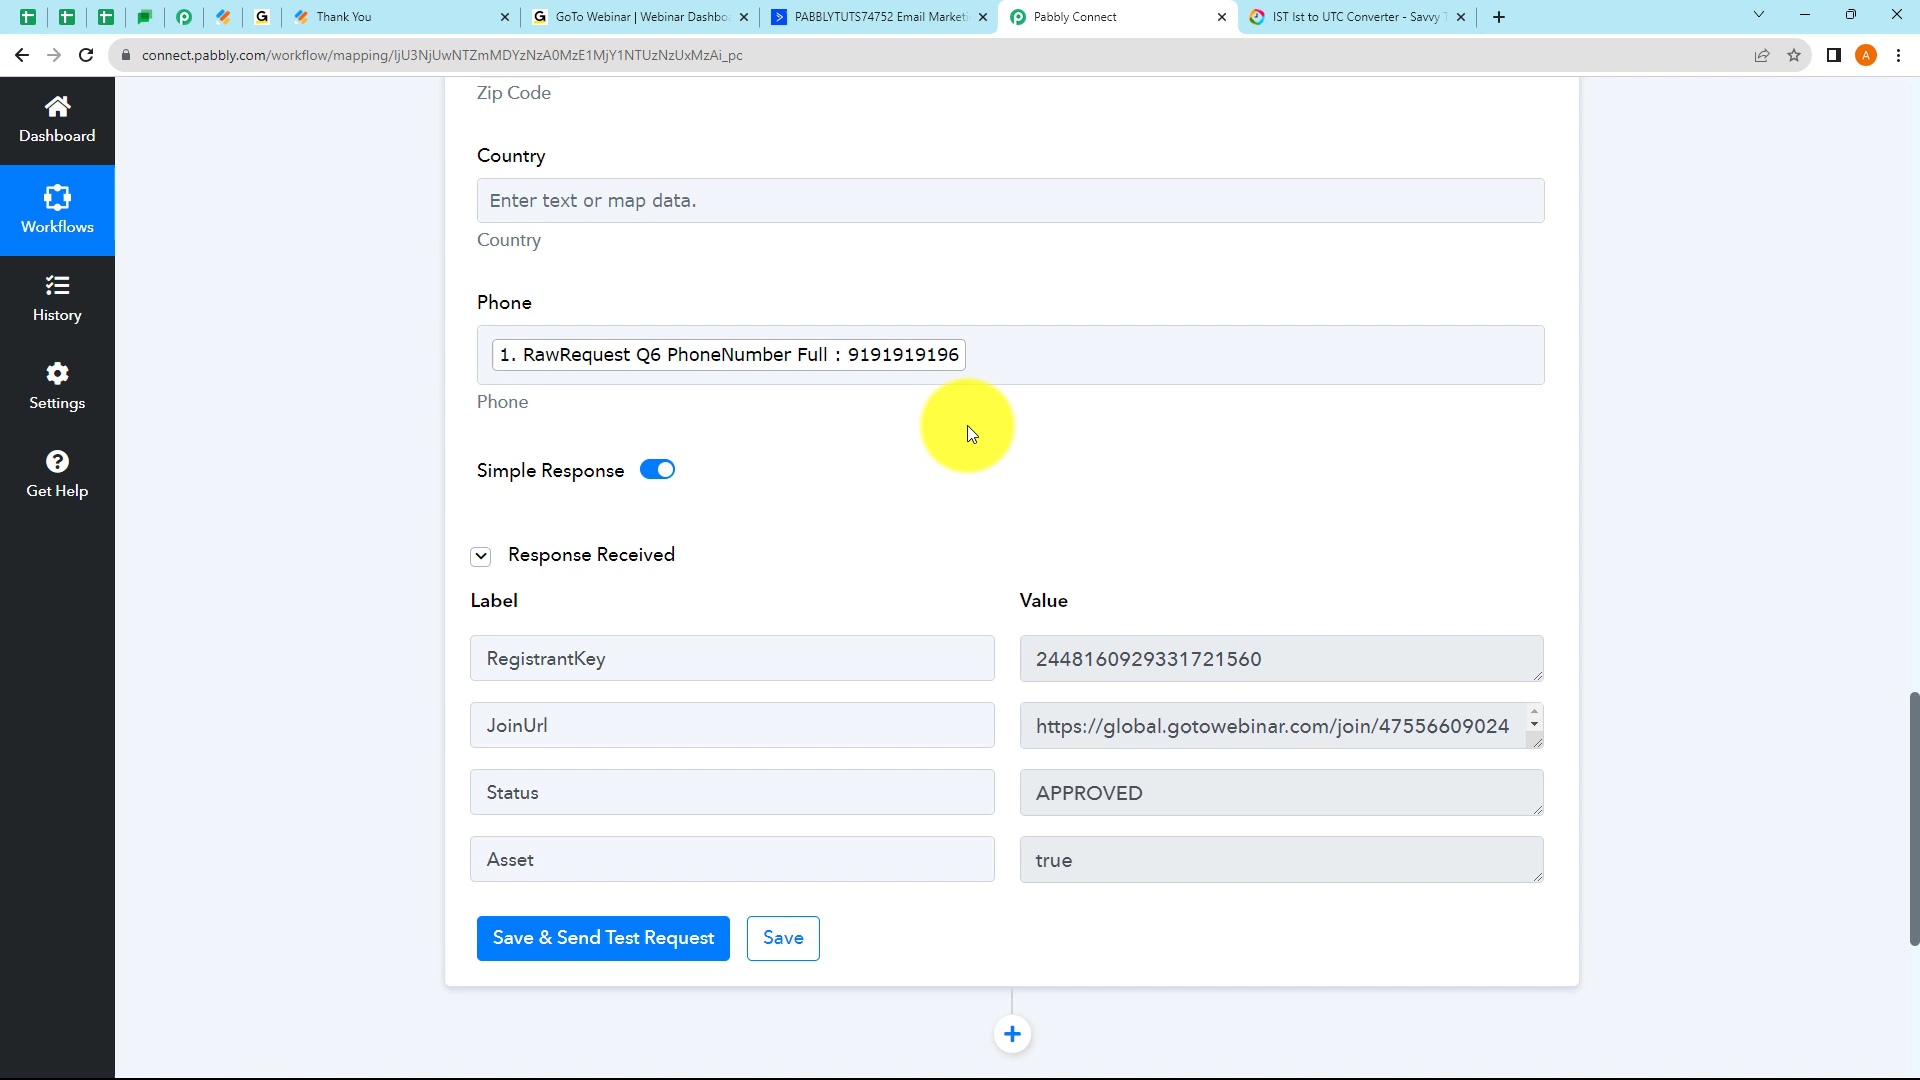 Thank You
GoTo Webinar | Webinar Dashbo
PABBLYTUTS74752 Email Marketi
Pabbly Connect
IST Ist to UTC Converter - Savvy T
connect.pabbly.com/workflow/mapping/IjU3NjUwNTZmMDYzNzA0MzE1MjY1NTUzNzUxMzAi_pc
A
Dashboard
Workflows
History
Settings
Get Help
Zip Code
Country
Enter text or map data.
Country
Phone
1. RawRequest Q6 PhoneNumber Full : 9191919196
Phone
Simple Response
Response Received
Label Value
RegistrantKey 2448160929331721560
JoinUrl https://global.gotowebinar.com/join/47556609024
Status APPROVED
Asset true
Save & Send Test Request Save